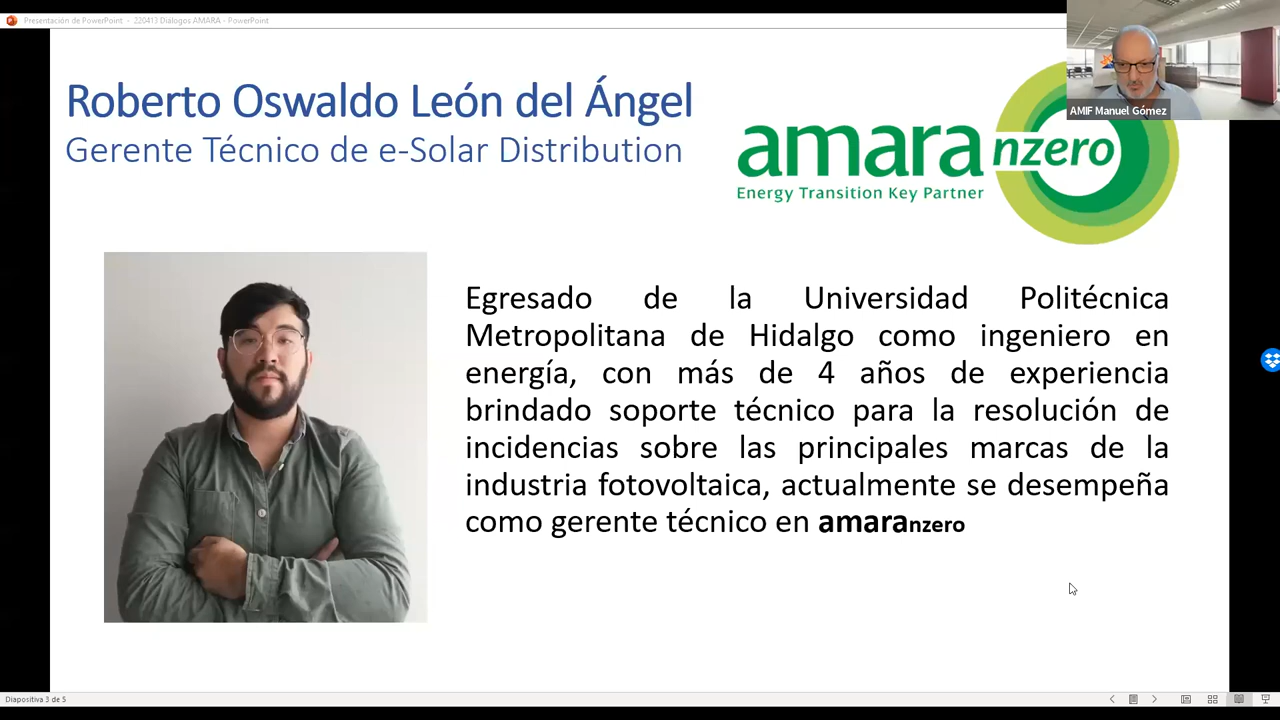 Presentación de PowerPoint - 220413 Dialogos AMARA - PowerPoint
AMIF Manuel Gómez
Roberto Oswaldo León del Ángel
Gerente Técnico de e-Solar Distribution
amara nzero
Energy Transition Key Partner
Egresado de la Universidad Politécnica
Metropolitana de Hidalgo como ingeniero en
energía, con más de 4 años de experiencia
brindado soporte técnico para la resolución de
incidencias sobre las principales marcas de la
industria fotovoltaica, actualmente se desempeña
como gerente técnico en amaranzero
Diapositiva 3 de 5